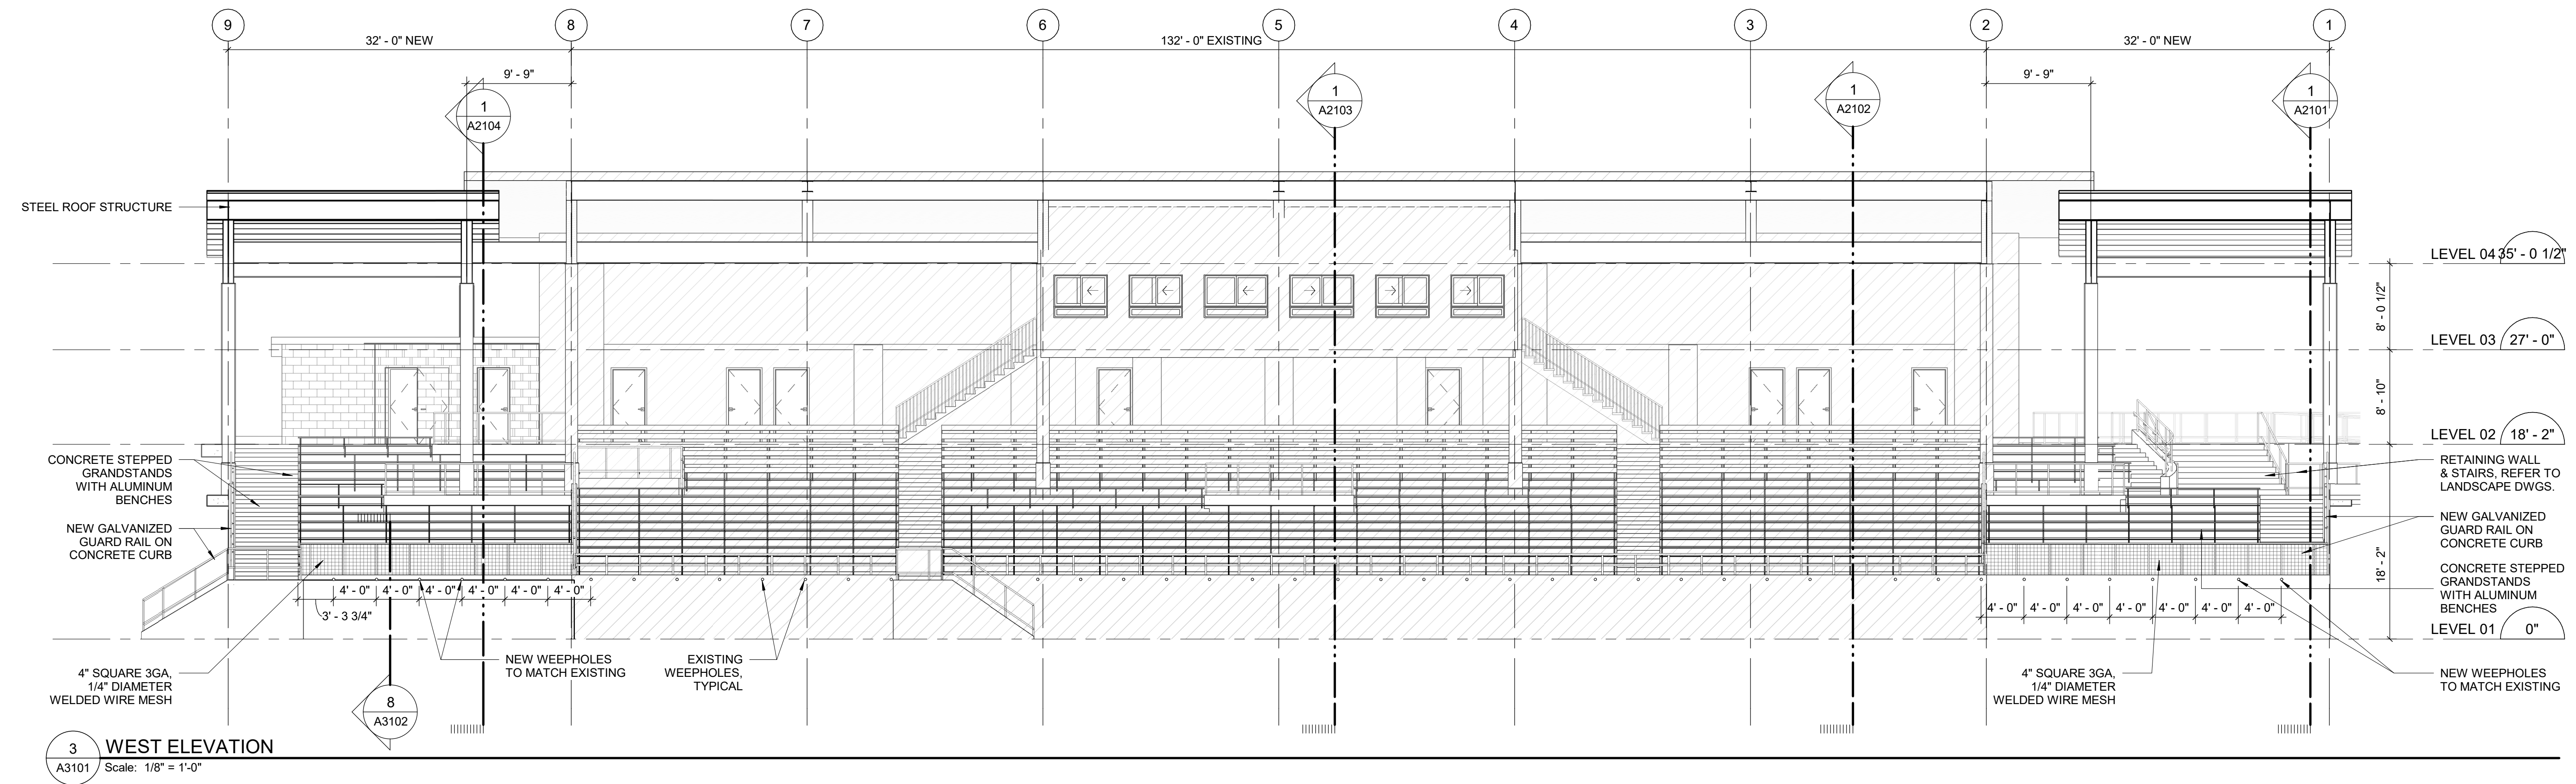 9
8
7
6
5
4
3
2
1
32' - 0" NEW
132' - 0" EXISTING
32' - 0" NEW
9' - 9"
9' - 9"
1
A2104
1
A2103
1
A2102
1
A2101
STEEL ROOF STRUCTURE
LEVEL 04 35' - 0 1/2"
8' - 0 1/2"
LEVEL 03 27' - 0"
8' - 10"
LEVEL 02 18' - 2"
CONCRETE STEPPED
GRANDSTANDS
WITH ALUMINUM
BENCHES
RETAINING WALL
& STAIRS, REFER TO
LANDSCAPE DWGS.
NEW GALVANIZED
GUARD RAIL ON
CONCRETE CURB
NEW GALVANIZED
GUARD RAIL ON
CONCRETE CURB
18' - 2"
CONCRETE STEPPED
GRANDSTANDS
WITH ALUMINUM
BENCHES
4' - 0" 4' - 0" 4' - 0" 4' - 0" 4' - 0" 4' - 0"
3' - 3 3/4"
4' - 0" 4' - 0" 4' - 0" 4' - 0" 4' - 0" 4' - 0" 4' - 0"
LEVEL 01 0"
4" SQUARE 3GA,
1/4" DIAMETER
WELDED WIRE MESH
NEW WEEPHOLES
TO MATCH EXISTING
EXISTING
WEEPHOLES,
TYPICAL
4" SQUARE 3GA,
1/4" DIAMETER
WELDED WIRE MESH
NEW WEEPHOLES
TO MATCH EXISTING
8
A3102
3
A3101
WEST ELEVATION
Scale: 1/8" = 1'-0"